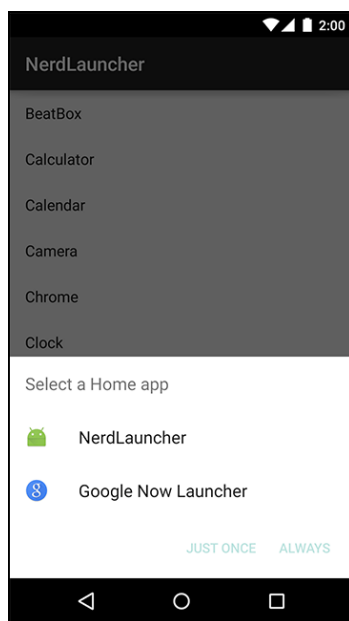 2:00
NerdLauncher
BeatBox
Calculator
Calendar
Camera
Chrome
Clock
Select a Home app
NerdLauncher
8 Google Now Launcher
JUST ONCE ALWAYS